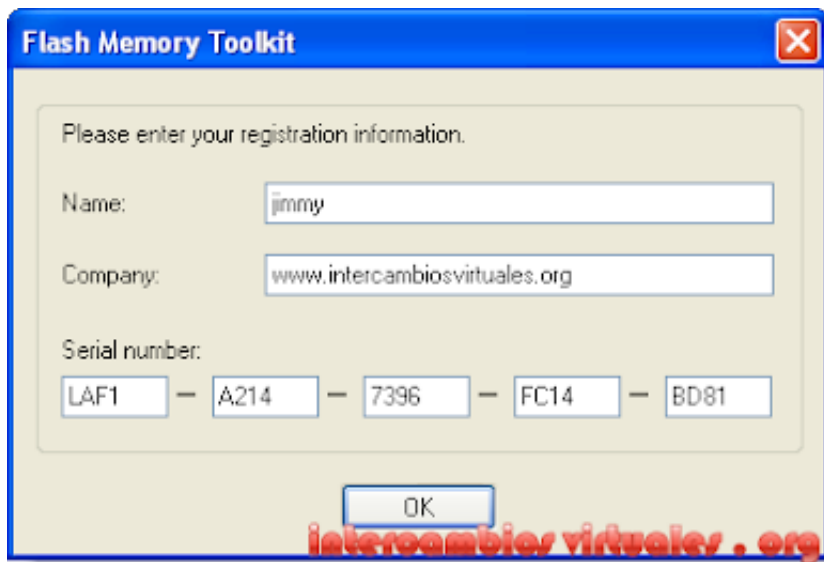 Flash Memory Toolkit
Please enter your registration information.
Name: jimmy
Company: www.intercambiosvirtuales.org
Serial number:
LAF1 — A214 — 7396 — FC14 — BD81
OK
intercambios virtuales . org